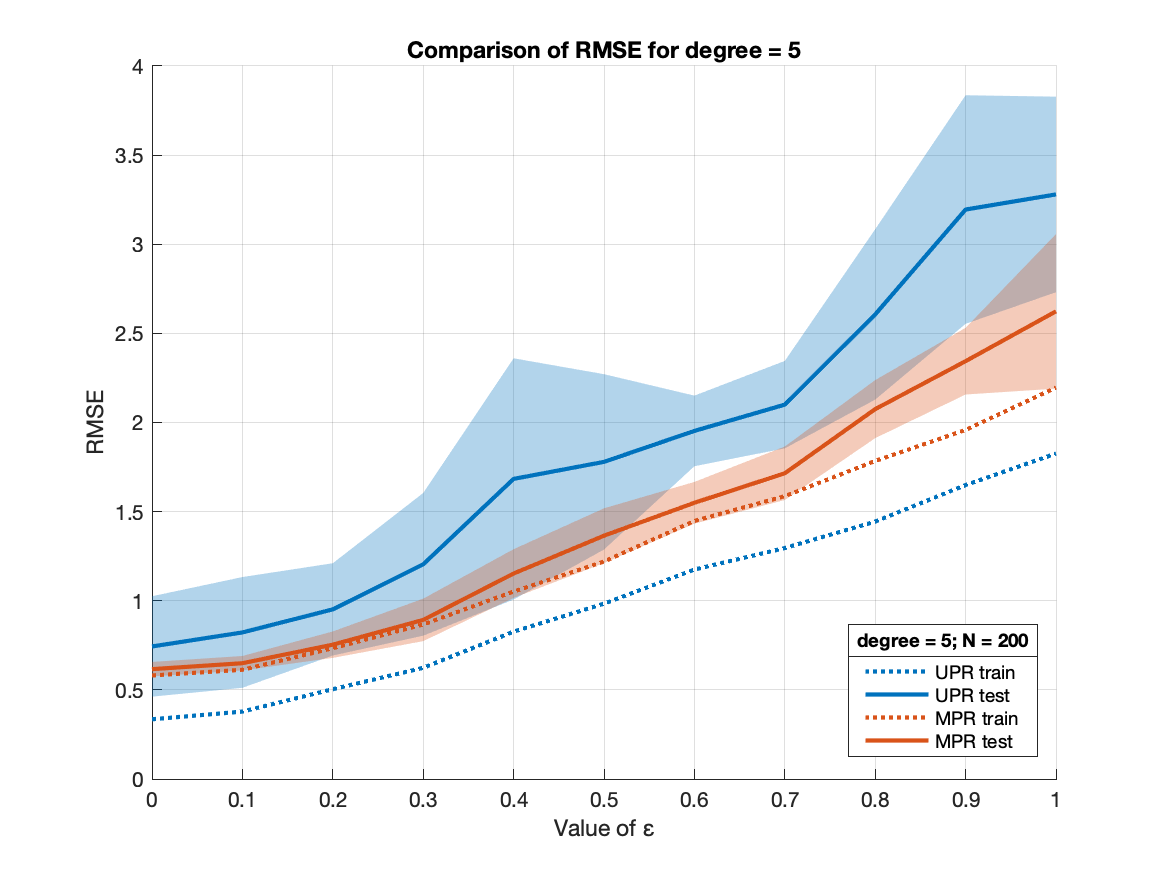 Comparison of RMSE for degree = 5
4
3.5
3
2.5
2
1.5
1
0.5
0
RMSE
0 0.1 0.2 0.3 0.4 0.5 0.6 0.7 0.8 0.9 1
Value of ε
degree = 5; N = 200
UPR train
UPR test
MPR train
MPR test